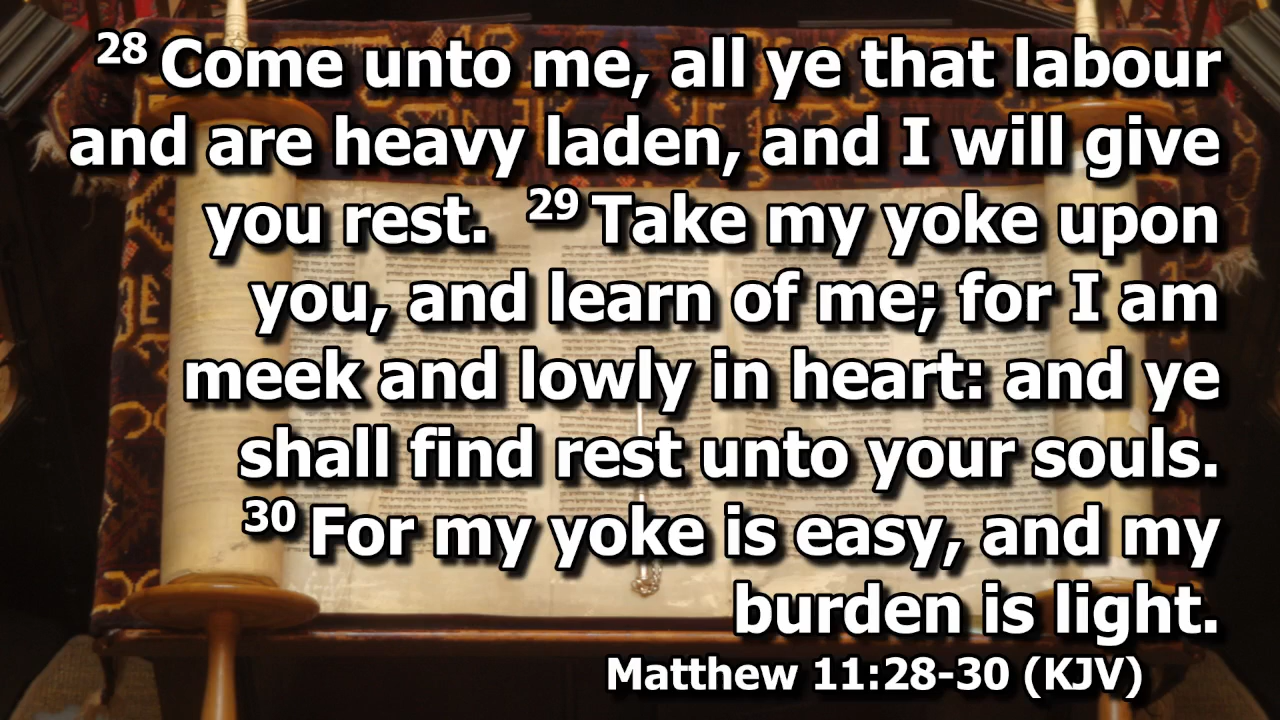 28 Come unto me, all ye that labour
and are heavy laden, and I will give
you rest. 29 Take my yoke upon
you, and learn of me; for I am
meek and lowly in heart: and ye
shall find rest unto your souls.
30 For my yoke is easy, and my
burden is light.
Matthew 11:28-30 (KJV)